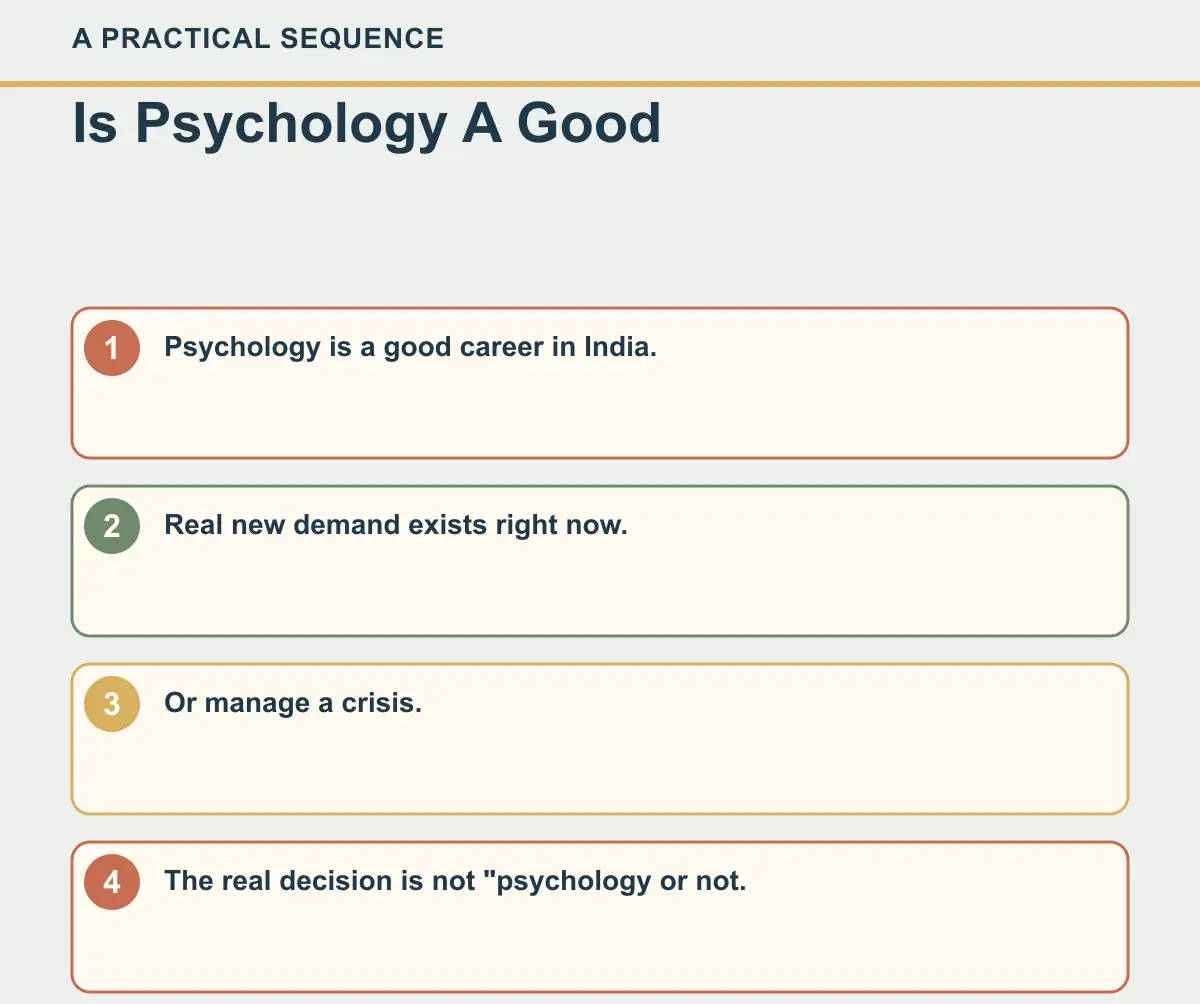 A PRACTICAL SEQUENCE
Is Psychology A Good
1
Psychology is a good career in India.
2
Real new demand exists right now.
3
Or manage a crisis.
4
The real decision is not "psychology or not.